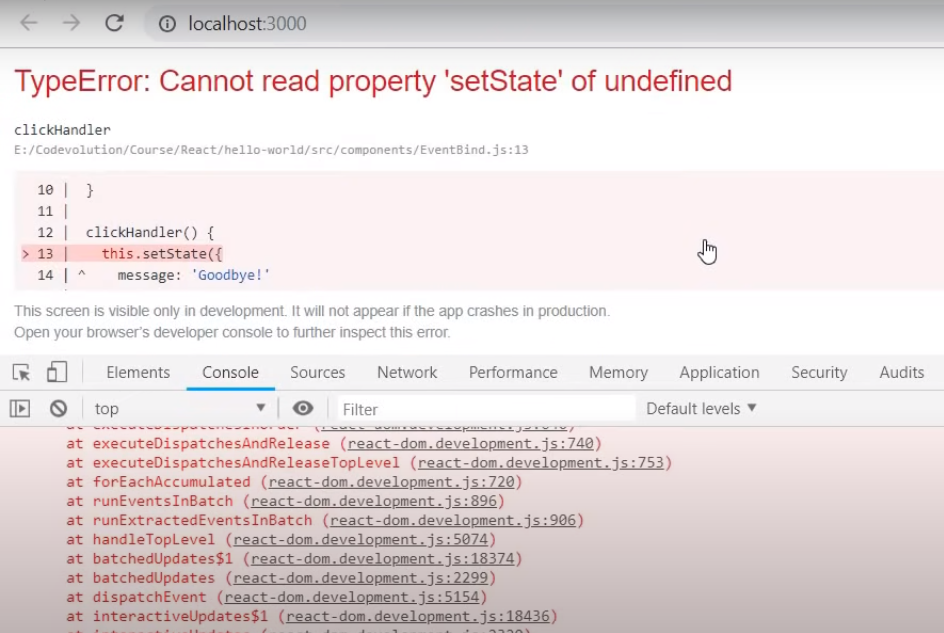 localhost:3000
TypeError: Cannot read property 'setState' of undefined
clickHandler
E:/Codevolution/Course/React/hello-world/src/components/EventBind.js:13
10 | }
11 |
12 | clickHandler() {
> 13 | this.setState({
14 | ^ message: 'Goodbye!'
This screen is visible only in development. It will not appear if the app crashes in production.
Open your browser's developer console to further inspect this error.
Elements Console Sources Network Performance Memory Application Security Audits
top Filter Default levels
at executeDispatchesAndRelease (react-dom.development.js:740)
at executeDispatchesAndReleaseTopLevel (react-dom.development.js:753)
at forEachAccumulated (react-dom.development.js:720)
at runEventsInBatch (react-dom.development.js:896)
at runExtractedEventsInBatch (react-dom.development.js:906)
at handleTopLevel (react-dom.development.js:5074)
at batchedUpdates$1 (react-dom.development.js:18374)
at batchedUpdates (react-dom.development.js:2299)
at dispatchEvent (react-dom.development.js:5154)
at interactiveUpdates$1 (react-dom.development.js:18436)